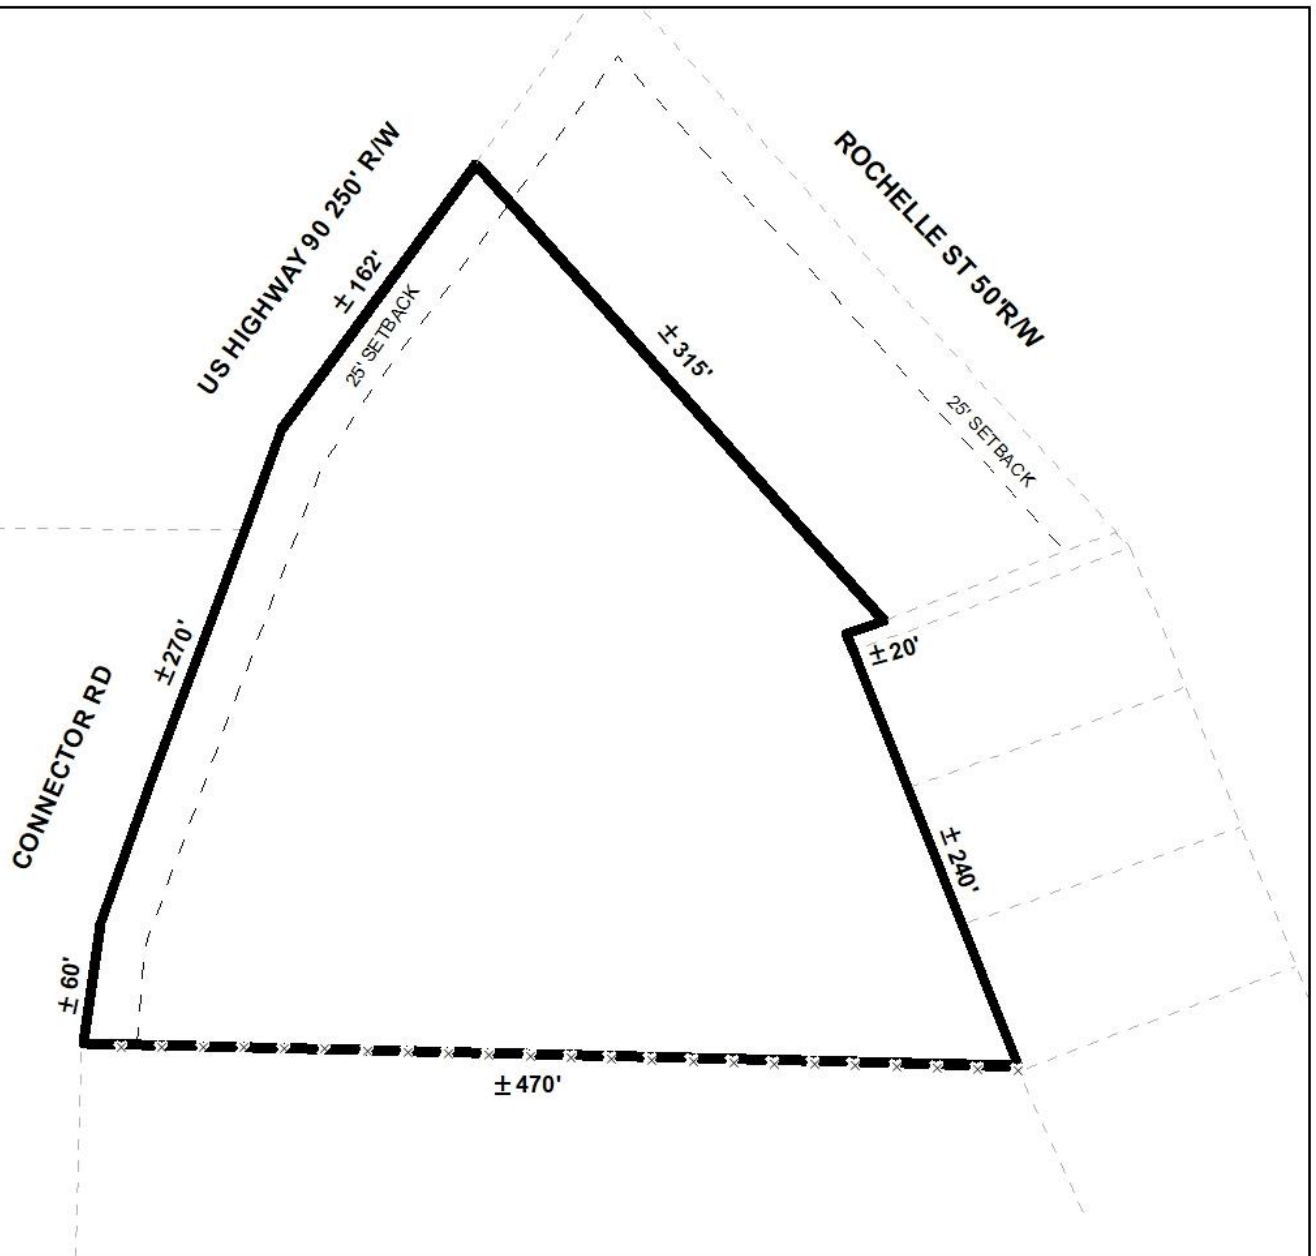 US HIGHWAY 90 250' R/W
ROCHELLE ST 50'R/W
± 162'
25' SETBACK
± 315'
25' SETBACK
± 270'
± 20'
CONNECTOR RD
± 240'
± 60'
± 470'